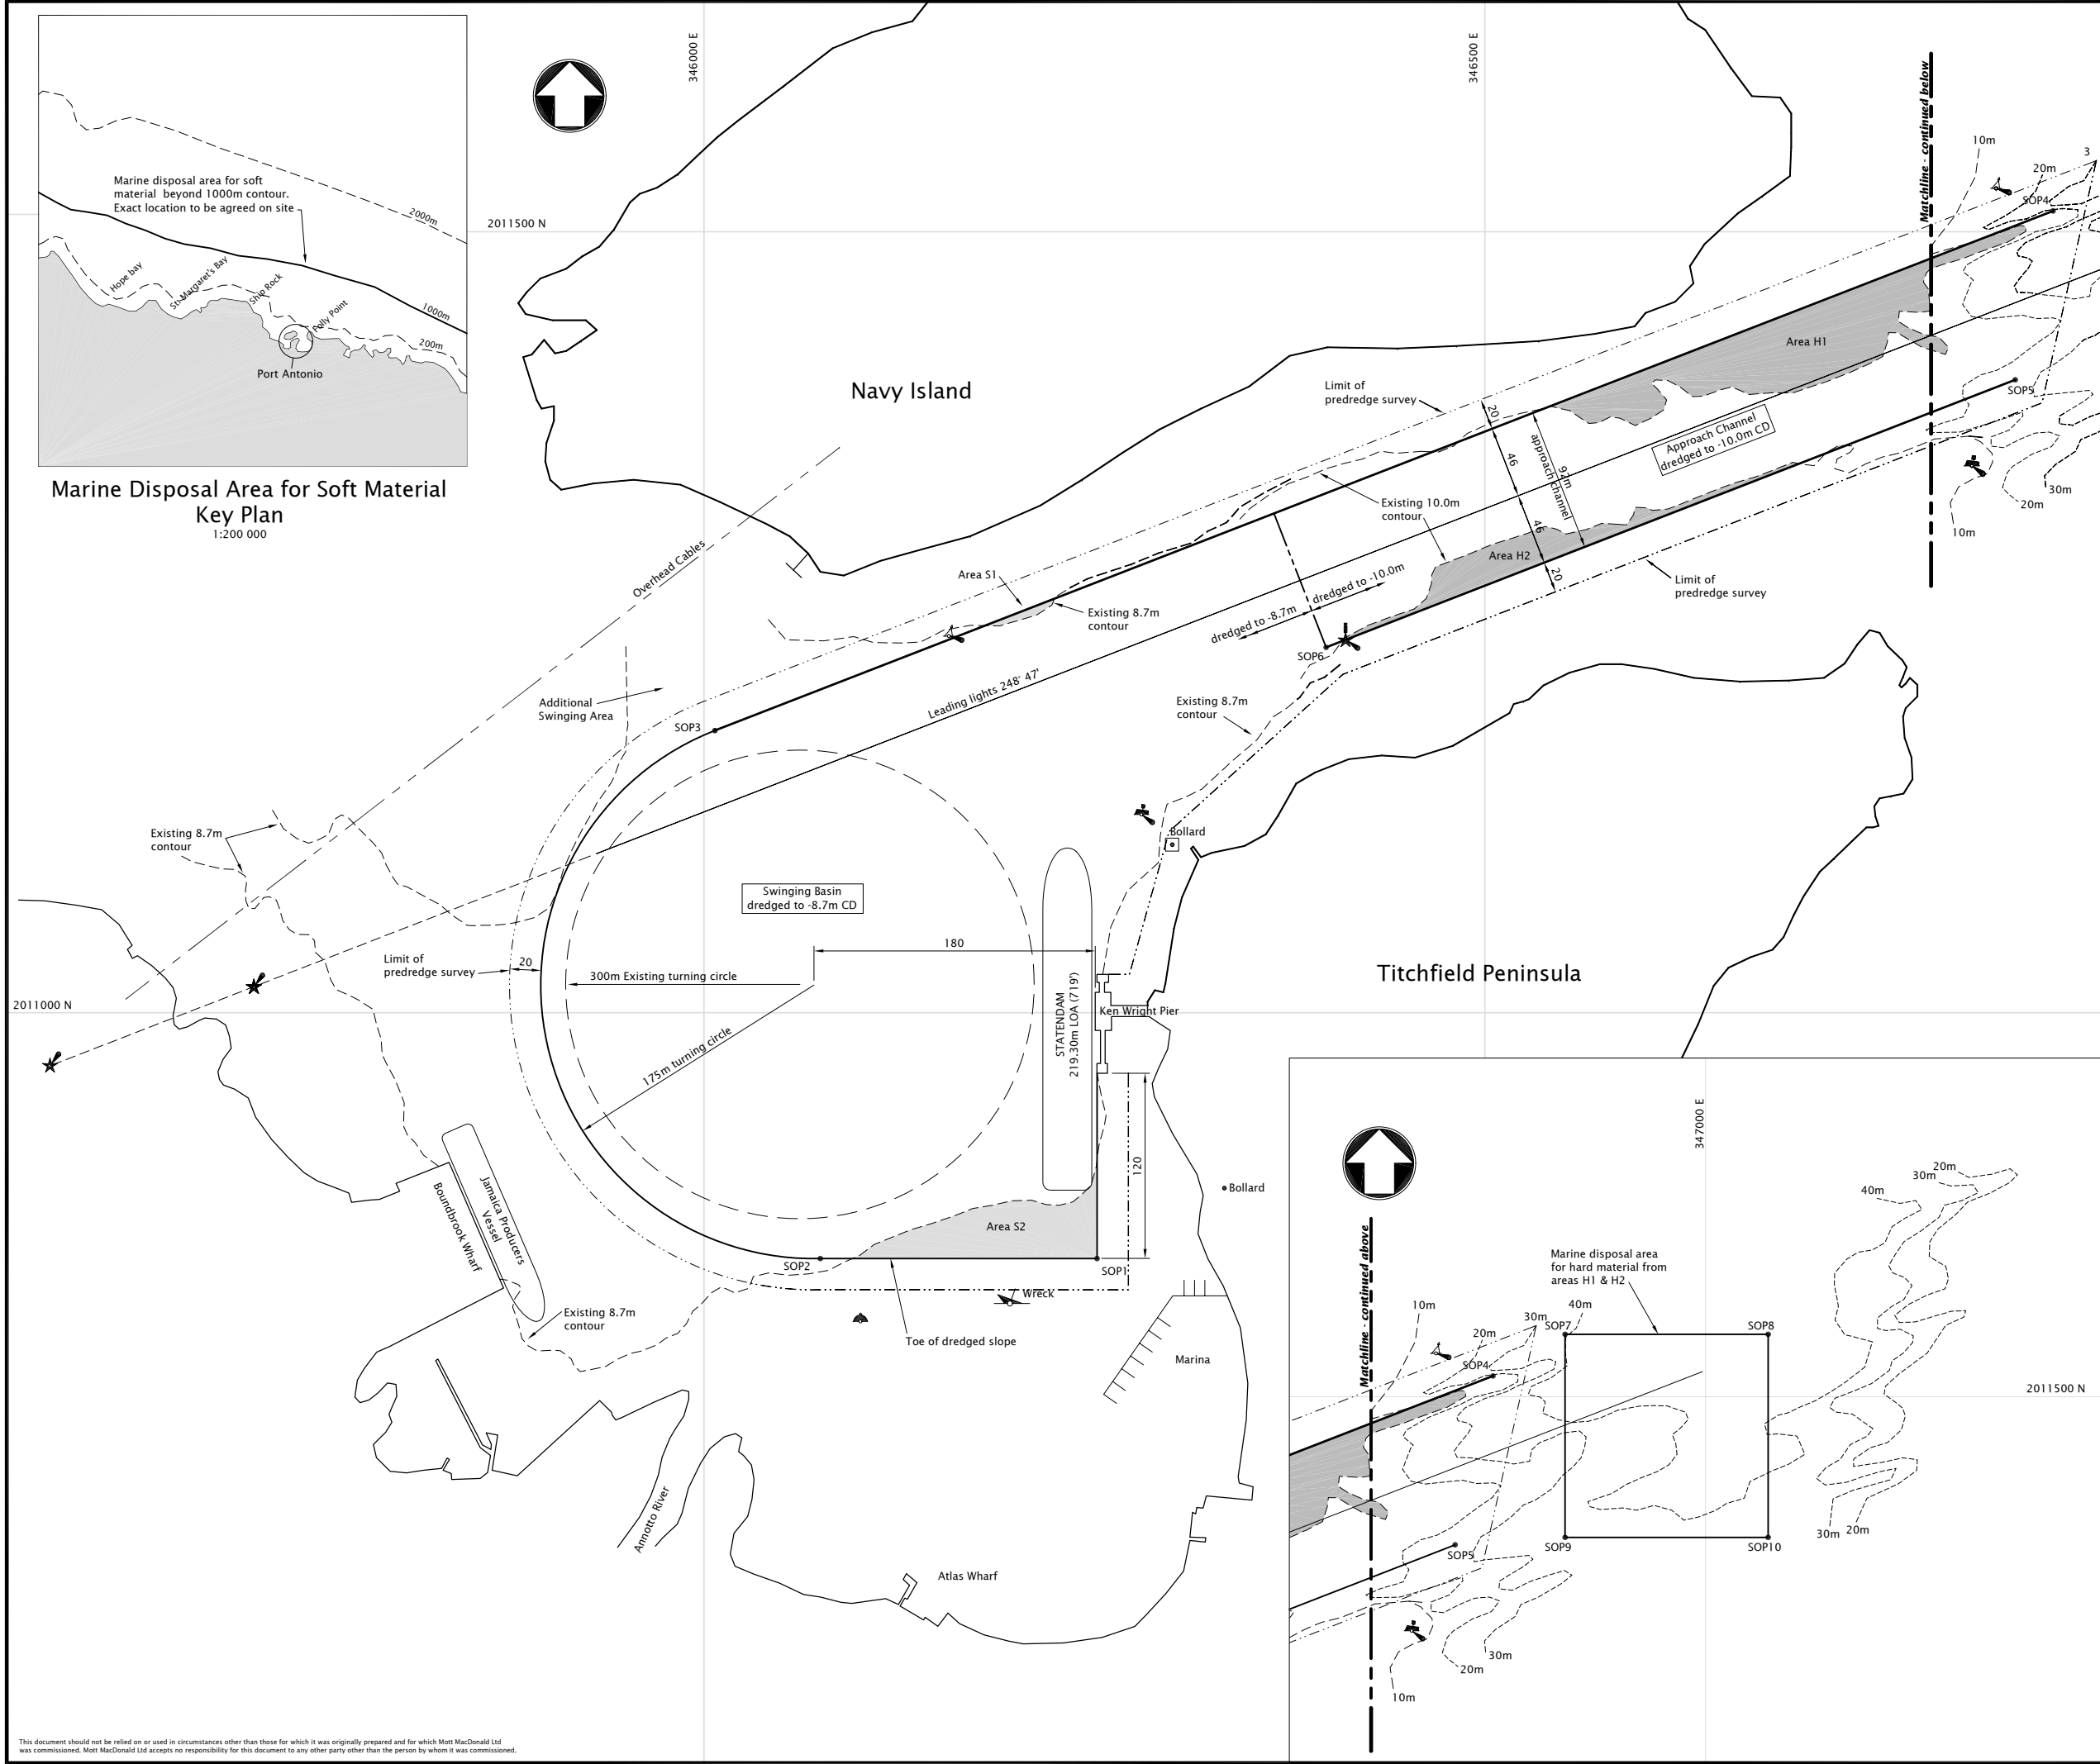 Marine disposal area for soft
material beyond 1000m contour.
Exact location to be agreed on site
2000m
Hope bay
St. Margaret's Bay
Ship Rock
Polly Point
1000m
200m
Port Antonio
Marine Disposal Area for Soft Material
Key Plan
1:200 000
346000 E
346500 E
2011500 N
Matchline - continued below
10m
20m
3
SOP4
Navy Island
Area H1
Limit of
predredge survey
20
46
approach channel
92m
46
20
Approach Channel
dredged to -10.0m CD
SOP5
30m
20m
10m
Existing 10.0m
contour
Area H2
Limit of
predredge survey
Overhead Cables
Area S1
Existing 8.7m
contour
dredged to -8.7m
dredged to -10.0m
SOP6
Leading lights 248° 47'
Existing 8.7m
contour
Additional
Swinging Area
SOP3
Existing 8.7m
contour
Bollard
Swinging Basin
dredged to -8.7m CD
Limit of
predredge survey
20
180
300m Existing turning circle
175m turning circle
STATENDAM
219.30m LOA (719')
Titchfield Peninsula
2011000 N
Ken Wright Pier
120
Bollard
Jamaica Producers
Vessel
Boundbrook Wharf
Area S2
SOP2
SOP1
Wreck
Existing 8.7m
contour
Toe of dredged slope
Marina
Annotto River
Atlas Wharf
347000 E
Matchline - continued above
Marine disposal area
for hard material from
areas H1 & H2
40m
30m
20m
10m
20m
30m
40m
SOP7
SOP8
SOP4
2011500 N
SOP5
SOP9
SOP10
30m
20m
30m
20m
10m
This document should not be relied on or used in circumstances other than those for which it was originally prepared and for which Mott MacDonald Ltd
was commissioned. Mott MacDonald Ltd accepts no responsibility for this document to any other party other than the person by whom it was commissioned.